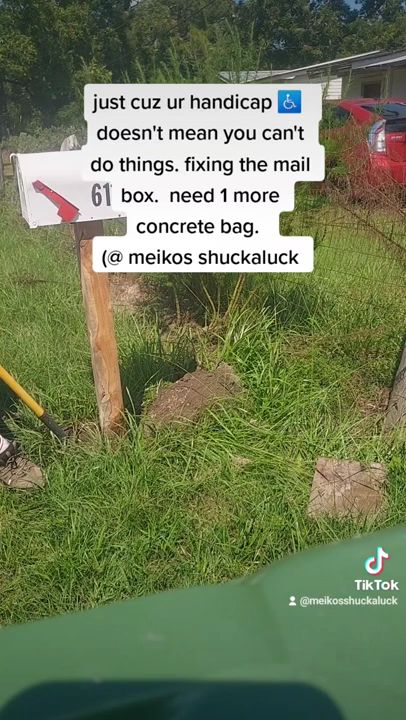 just cuz ur handicap ♿
doesn't mean you can't
do things. fixing the mail
box. need 1 more
concrete bag.
(@ meikos shuckaluck
61
TikTok
@meikosshuckaluck